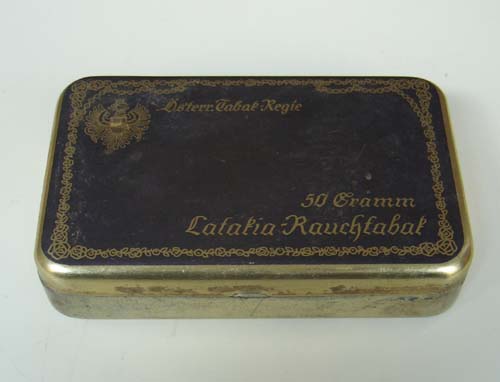 Österr. Tabak Regie
50 Gramm
Latakia-Rauchtabak